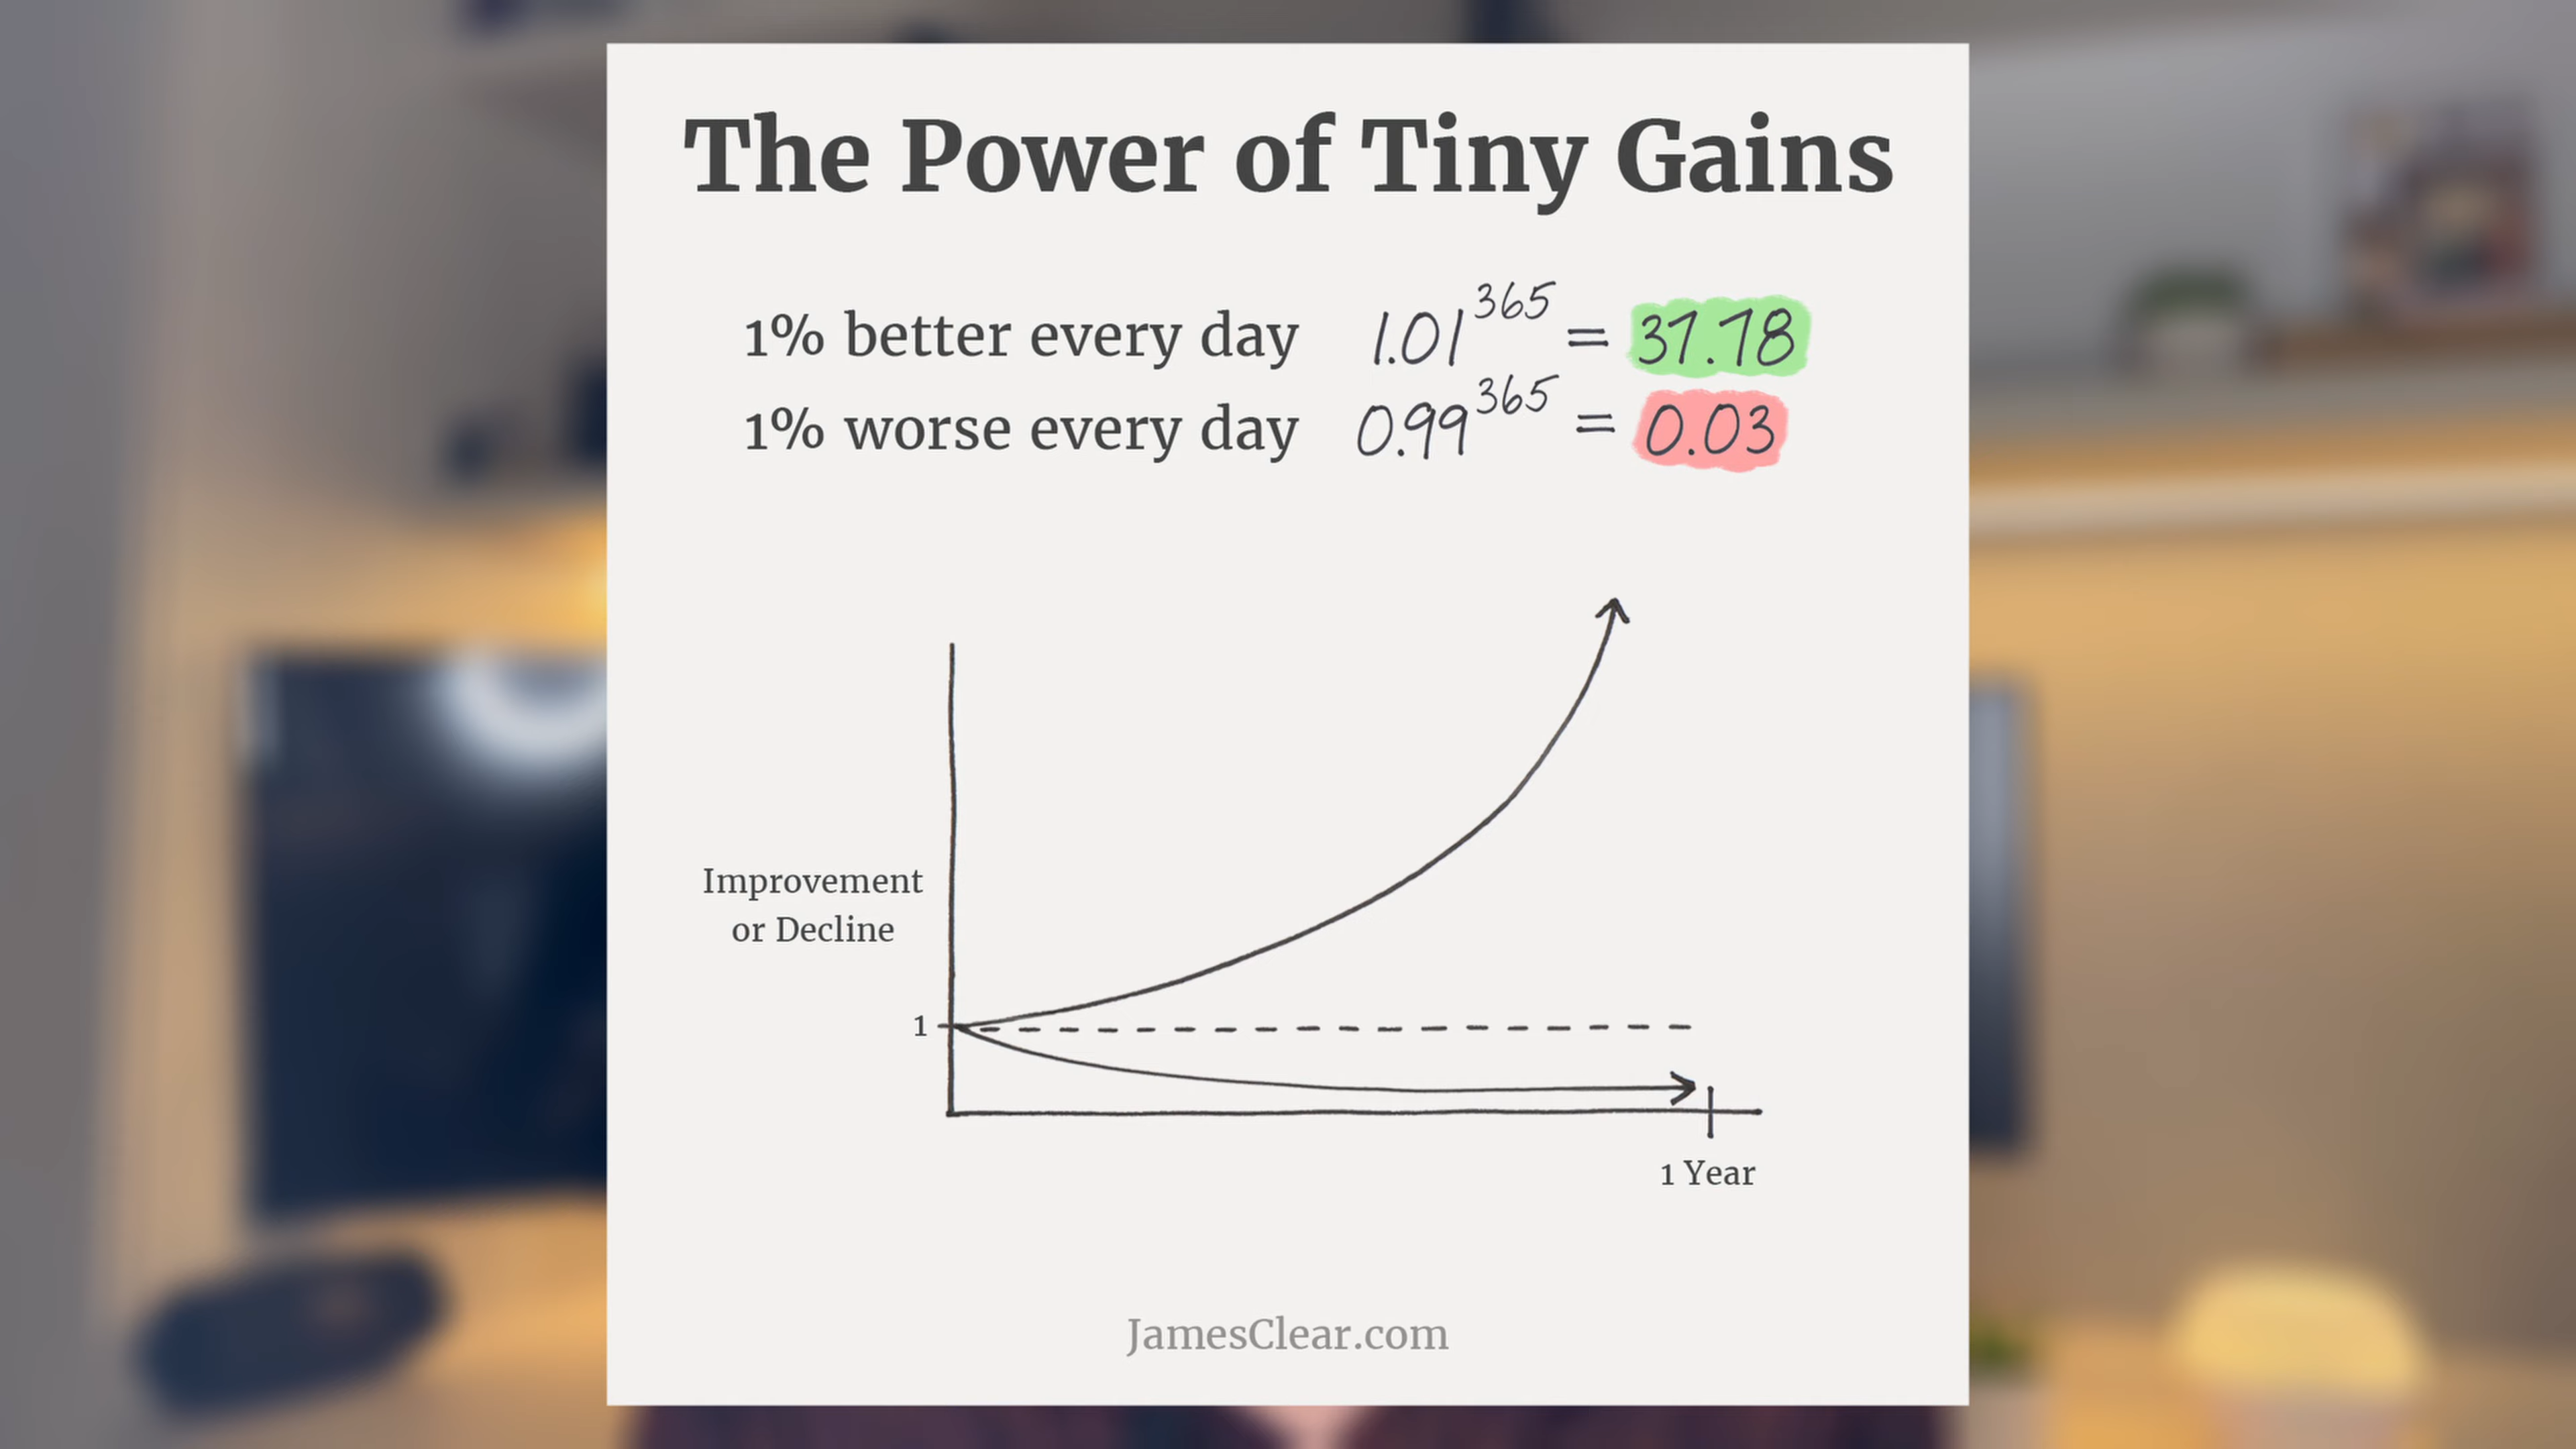 The Power of Tiny Gains
1% better every day 1.01^365 = 37.78
1% worse every day 0.99^365 = 0.03
Improvement
or Decline
1
1 Year
JamesClear.com